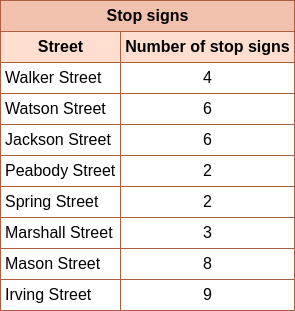 Stop signs
Street Number of stop signs
Walker Street 4
Watson Street 6
Jackson Street 6
Peabody Street 2
Spring Street 2
Marshall Street 3
Mason Street 8
Irving Street 9